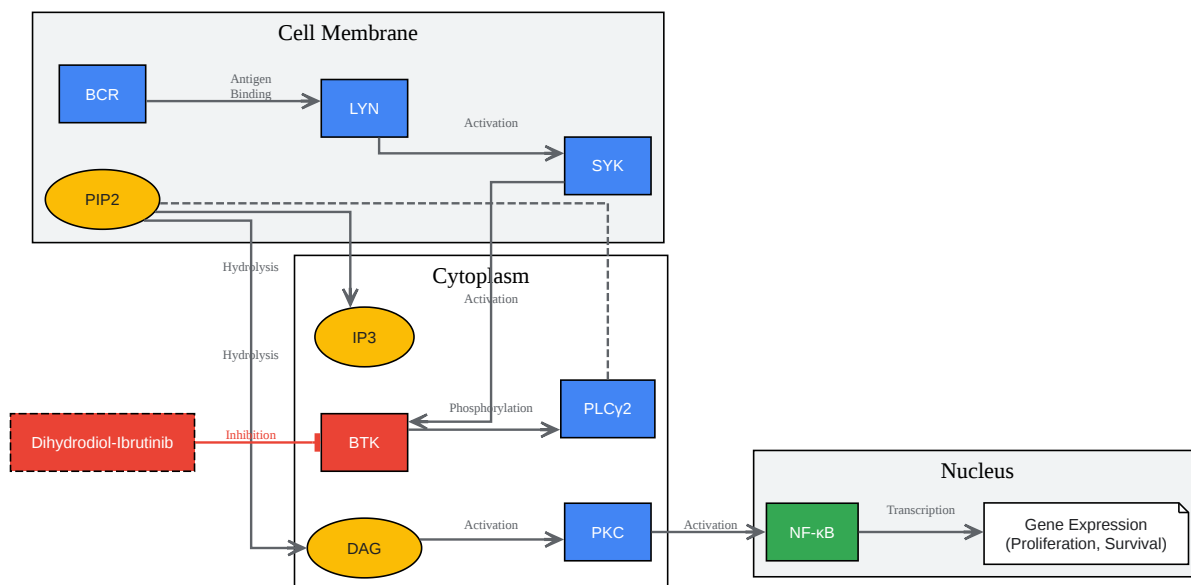 Cell Membrane
BCR
Antigen
Binding
LYN
Activation
SYK
PIP2
Hydrolysis
Cytoplasm
Activation
IP3
Hydrolysis
Dihydrodiol-Ibrutinib
Inhibition
BTK
Phosphorylation
PLCγ2
DAG
Activation
PKC
Activation
Nucleus
NF-κB
Transcription
Gene Expression
(Proliferation, Survival)